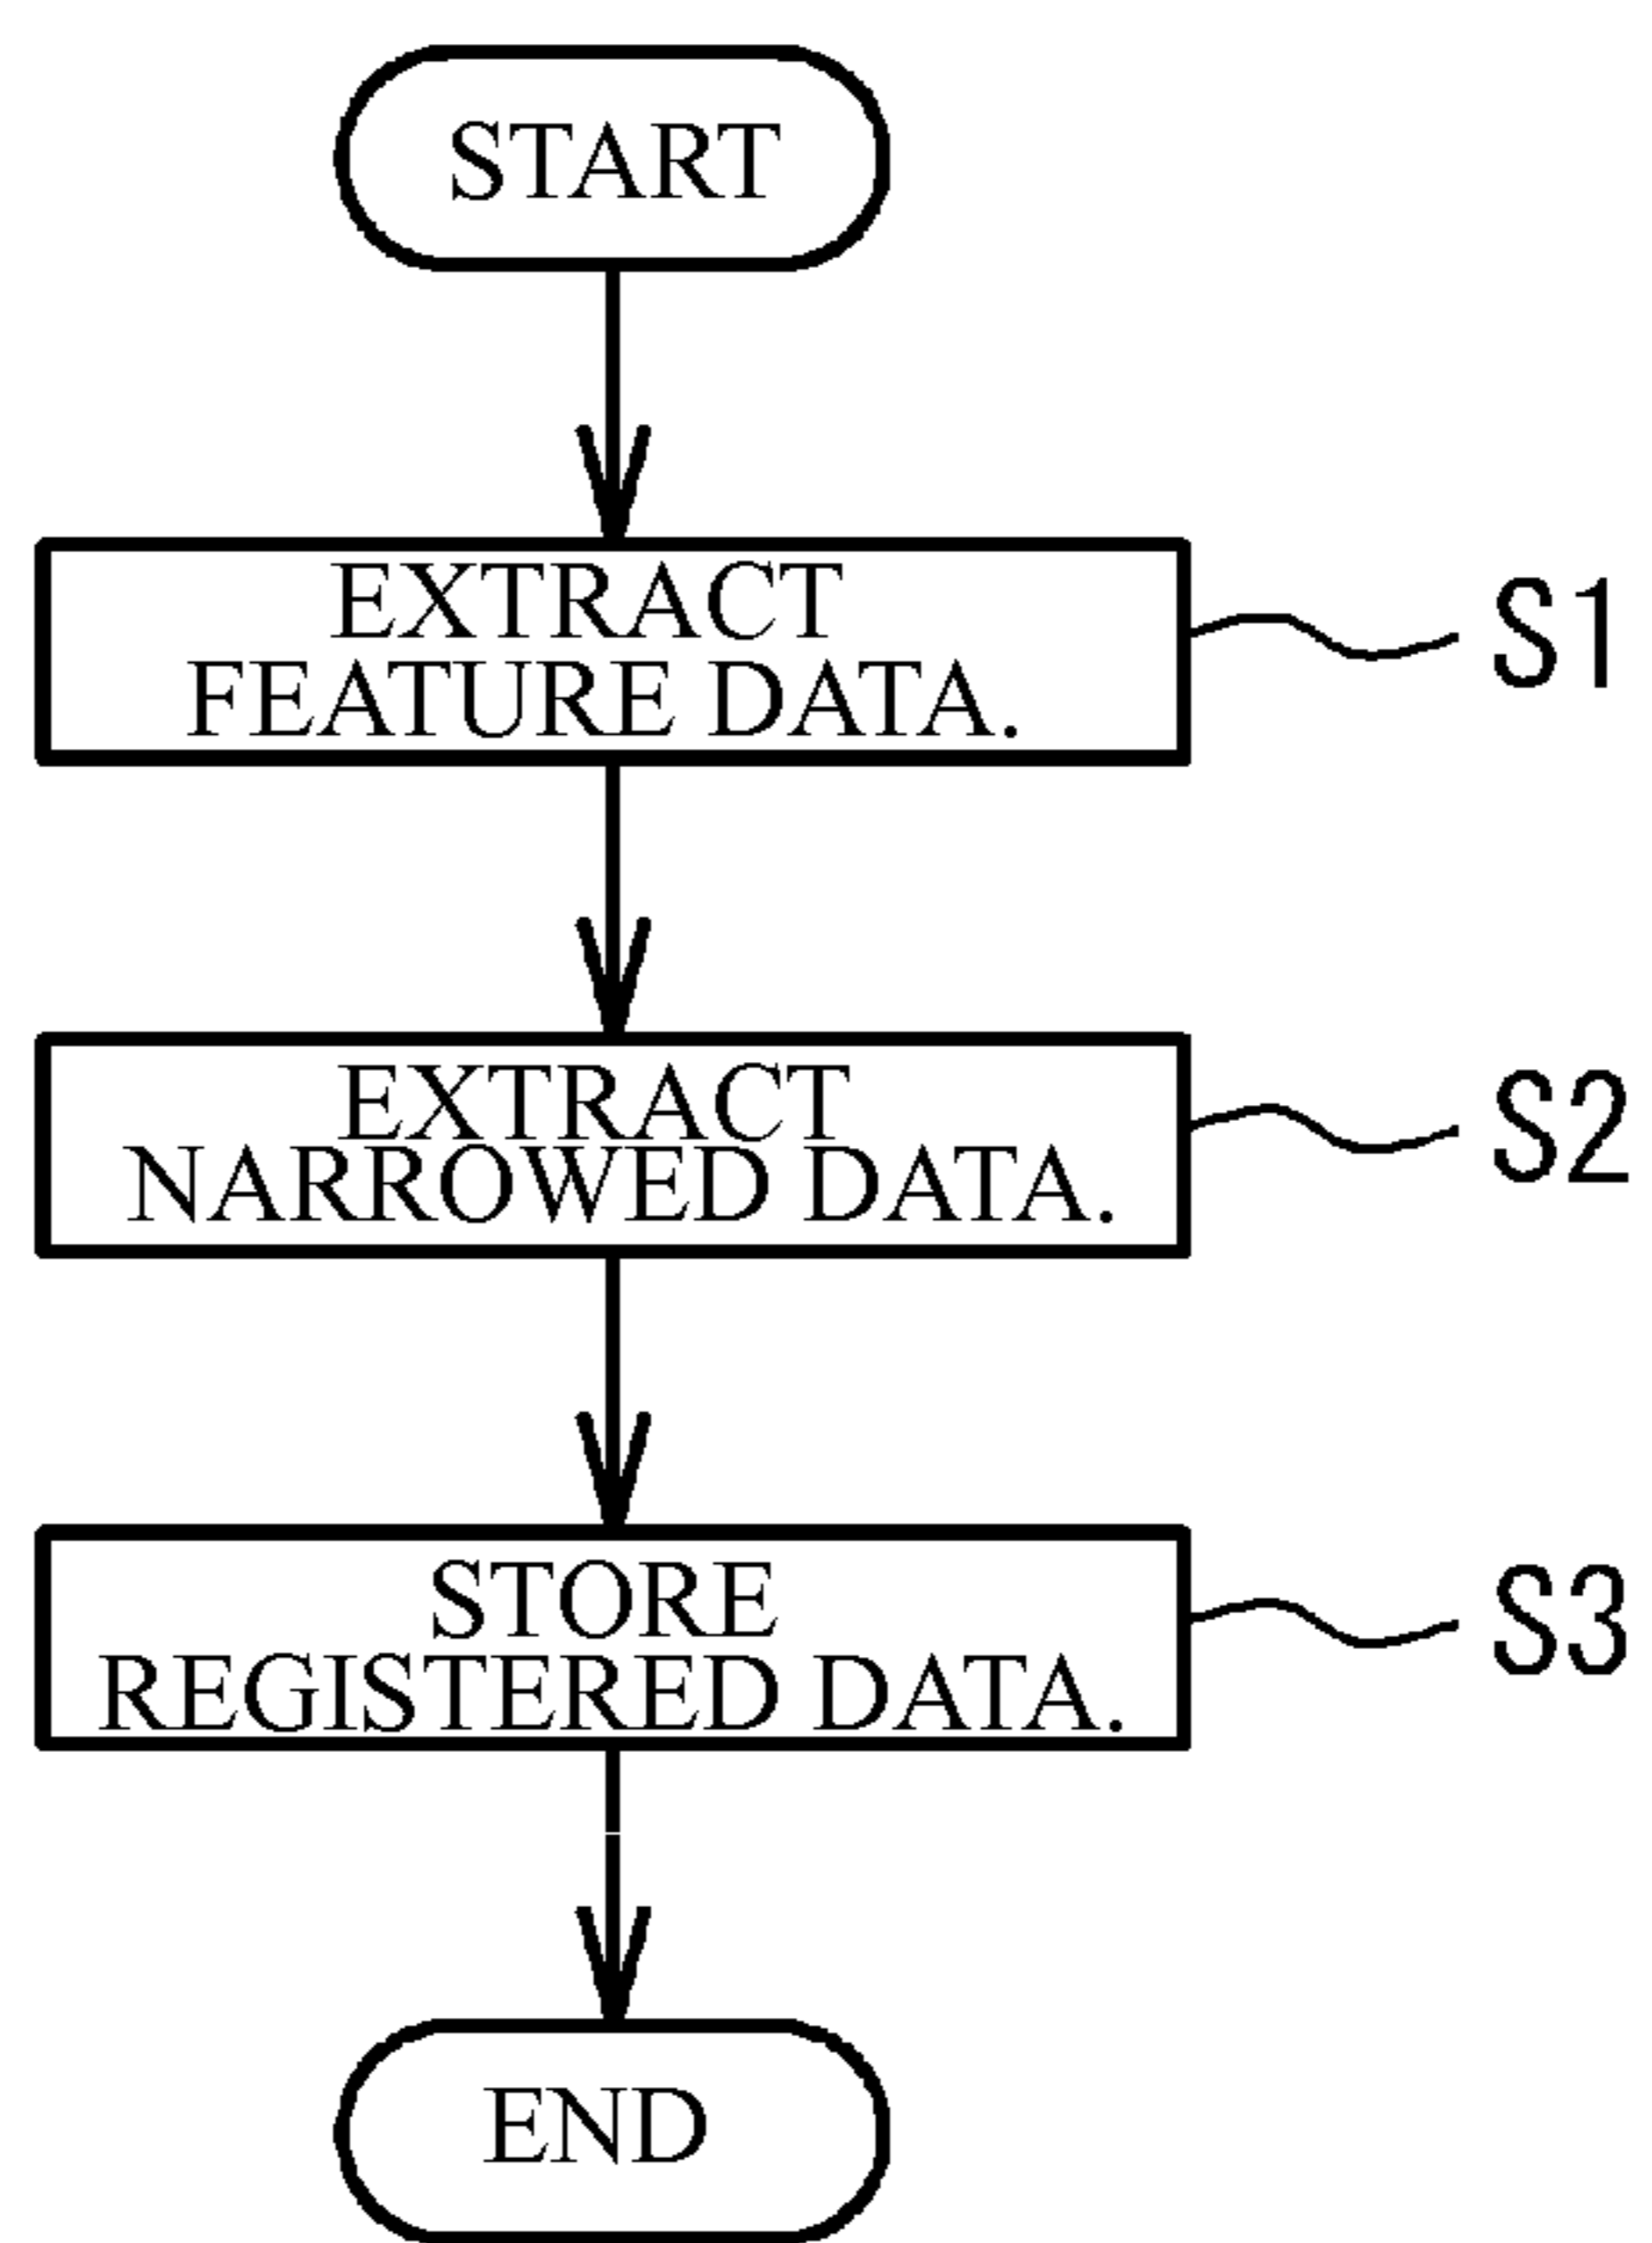 START
EXTRACT
FEATURE DATA.
S1
EXTRACT
NARROWED DATA.
S2
STORE
REGISTERED DATA.
S3
END